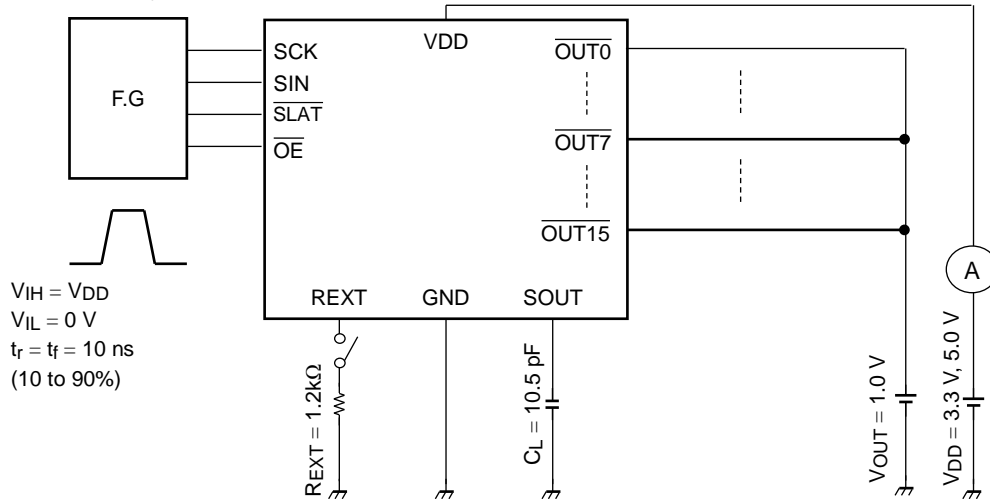 F.G
SCK
SIN
SLAT
OE
VDD
OUT0
OUT7
OUT15
REXT
GND
SOUT
A
VIH = VDD
VIL = 0 V
tr = tf = 10 ns
(10 to 90%)
REXT = 1.2kΩ
CL = 10.5 pF
VOUT = 1.0 V
VDD = 3.3 V, 5.0 V